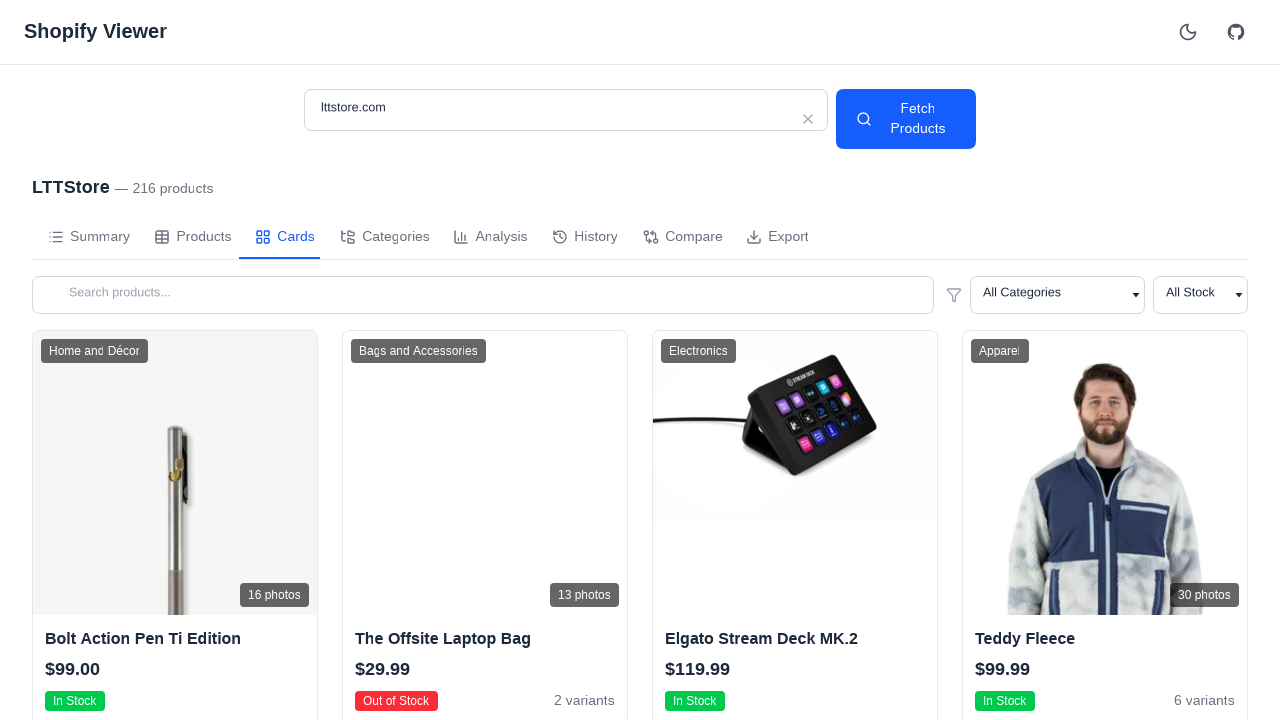 Shopify Viewer
lttstore.com
Fetch
Products
LTTStore — 216 products
Summary
Products
Cards
Categories
Analysis
History
Compare
Export
Search products...
All Categories
All Stock
Home and Décor
16 photos
Bolt Action Pen Ti Edition
$99.00
In Stock
Bags and Accessories
13 photos
The Offsite Laptop Bag
$29.99
Out of Stock
2 variants
Electronics
STREAM DECK
Elgato Stream Deck MK.2
$119.99
In Stock
Apparel
30 photos
Teddy Fleece
$99.99
In Stock
6 variants